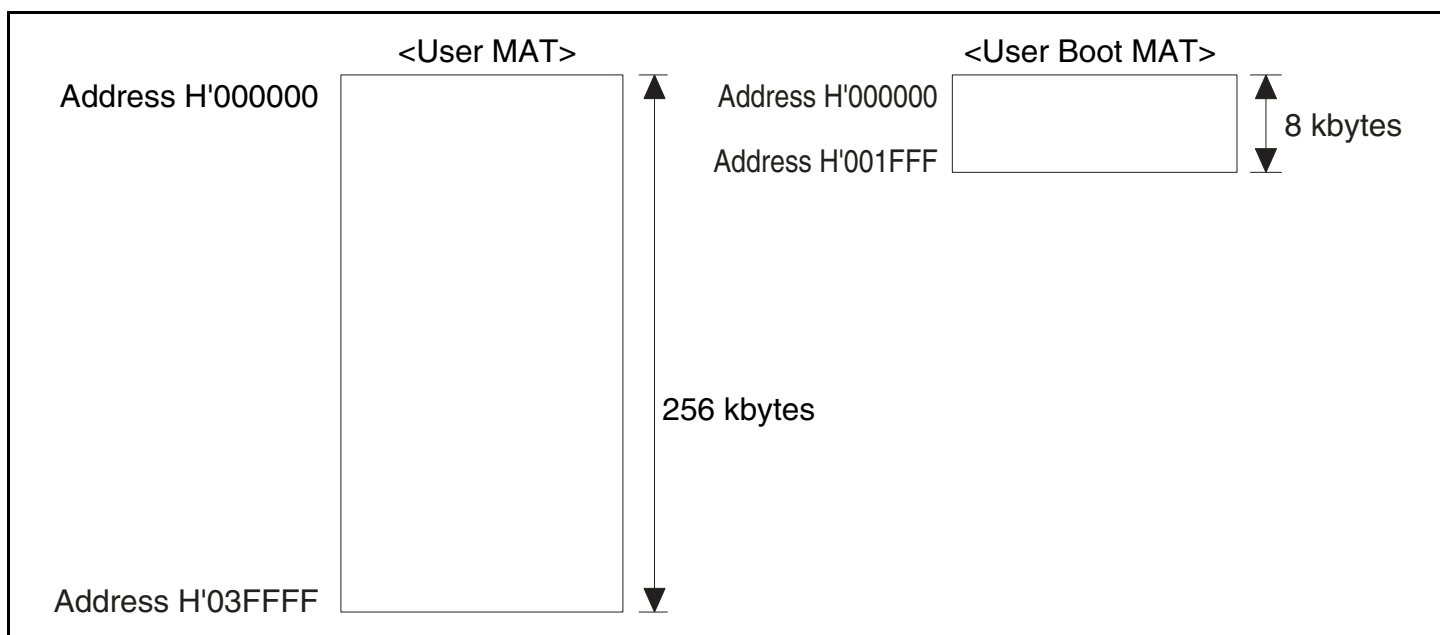 <User MAT>
Address H'000000
256 kbytes
Address H'03FFFF
<User Boot MAT>
Address H'000000
8 kbytes
Address H'001FFF